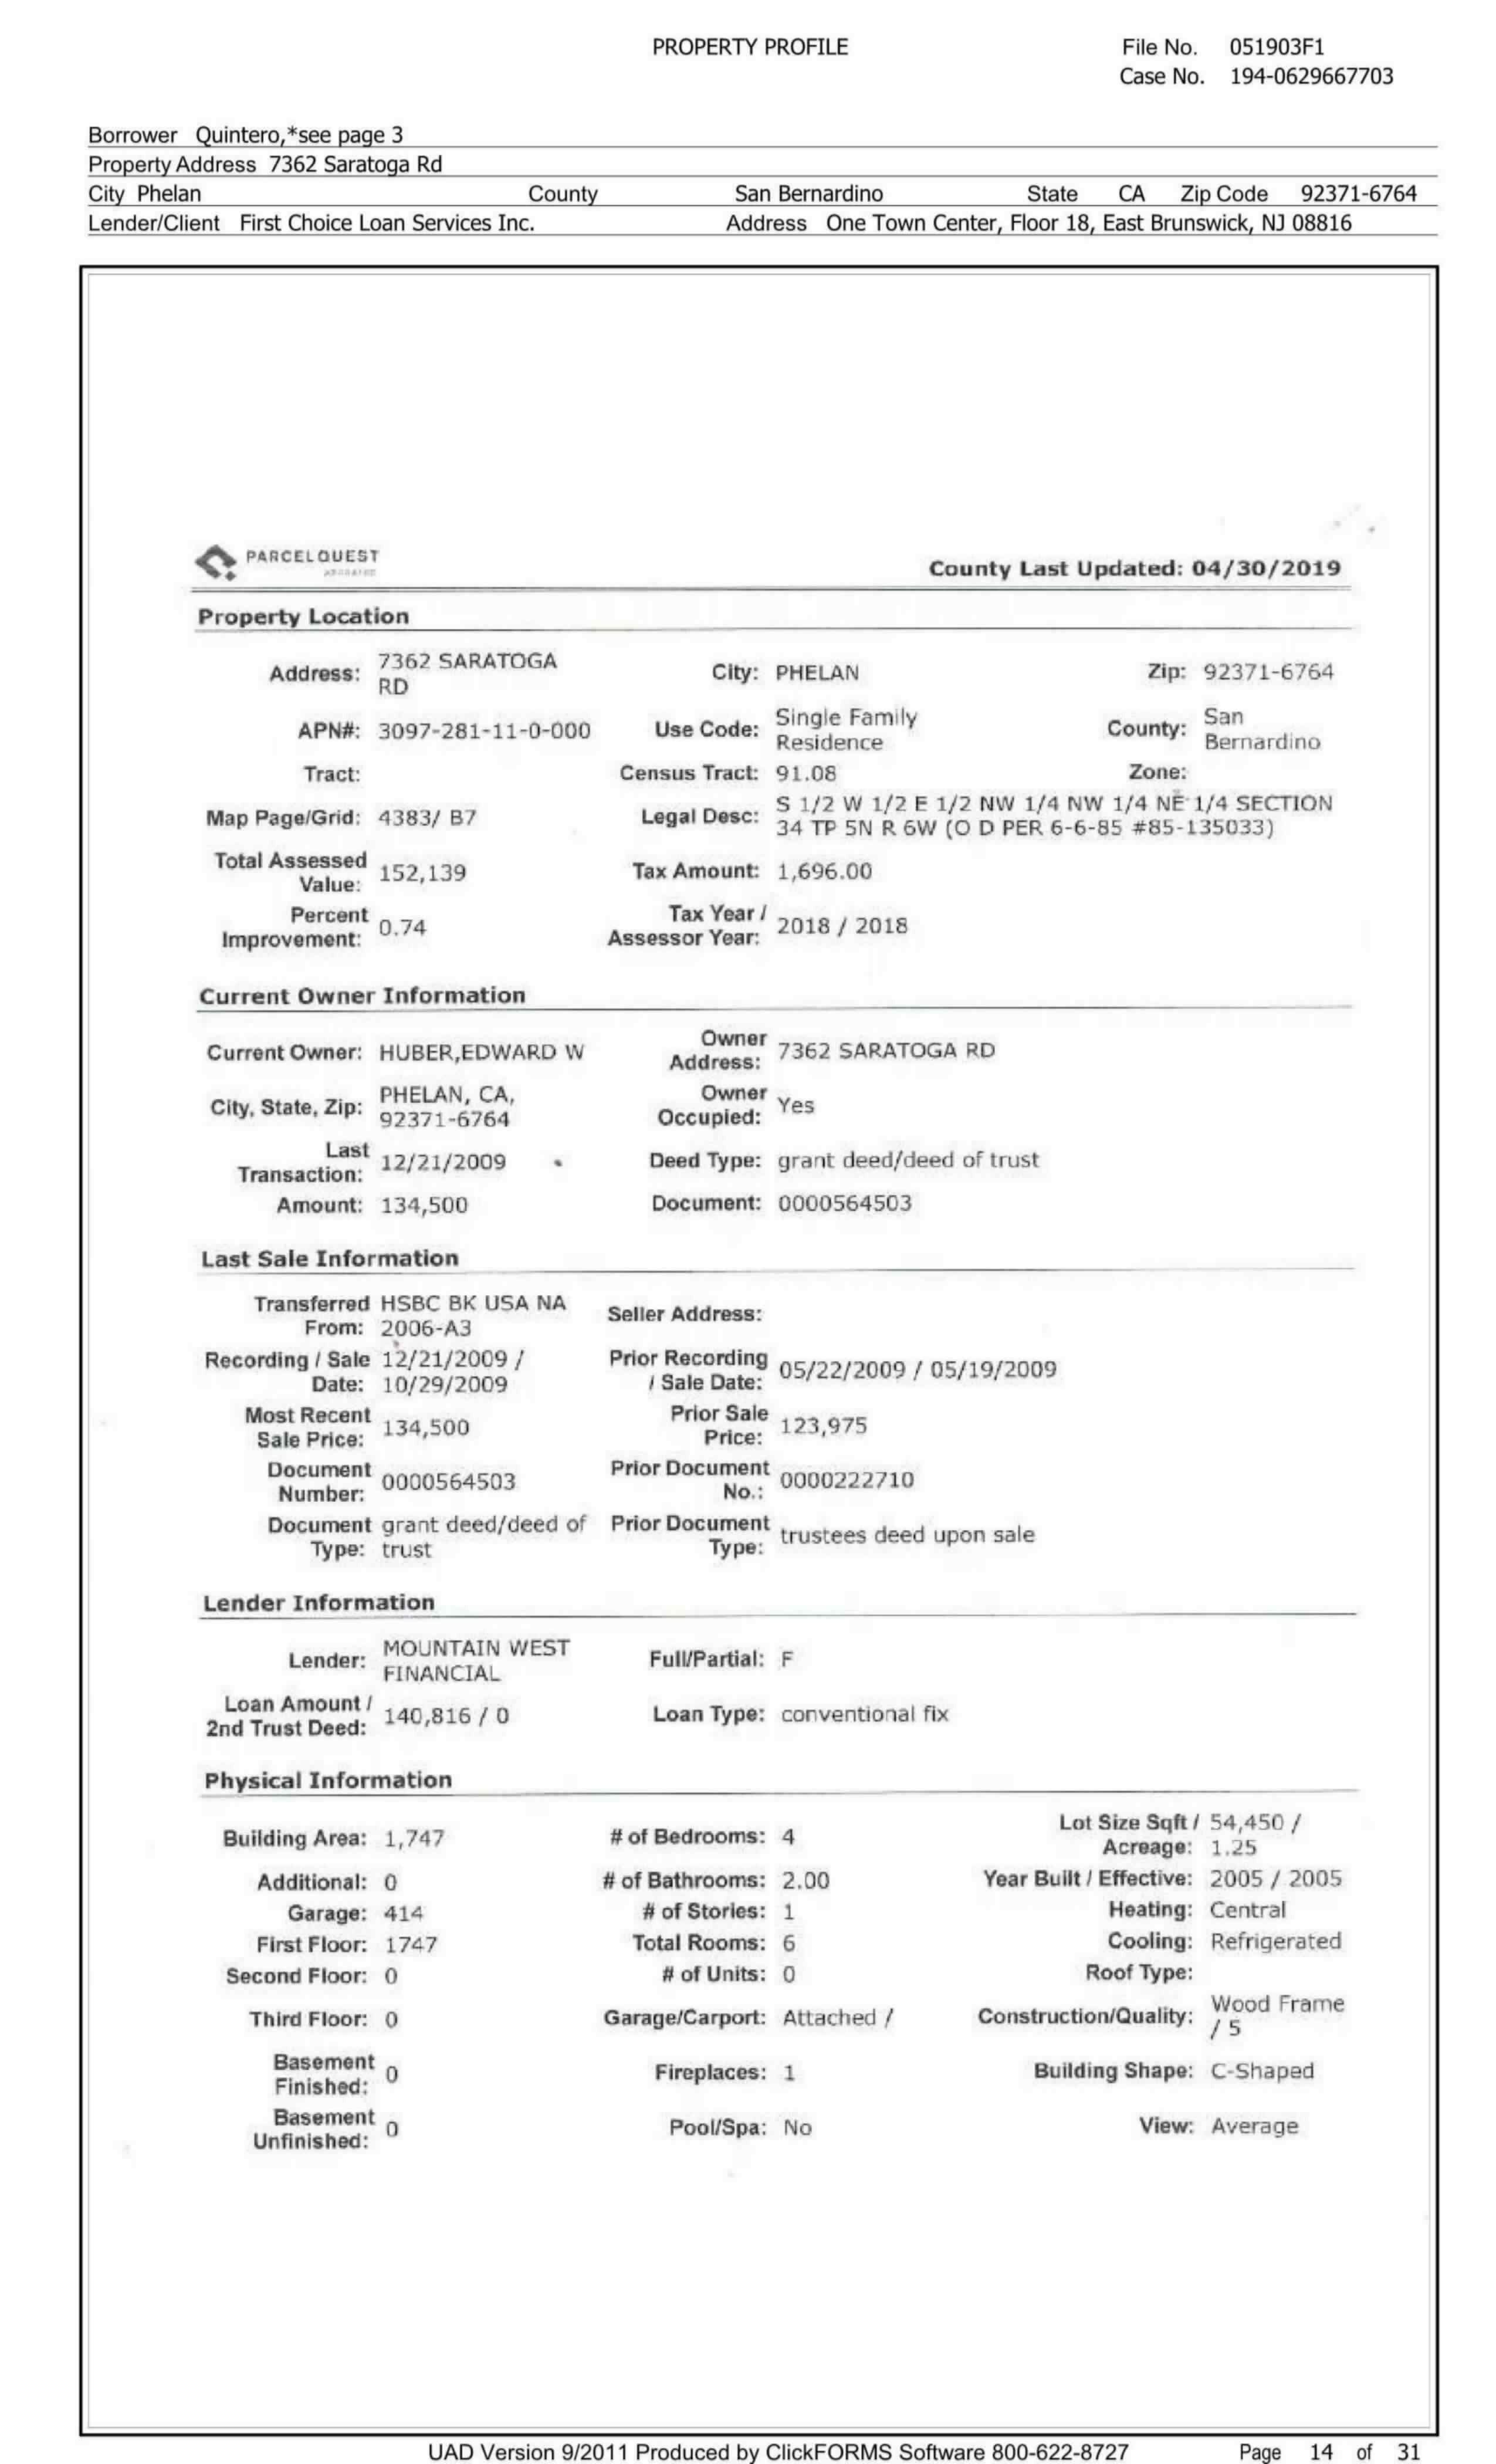 PROPERTY PROFILE File No. 051903F1
Case No. 194-0629667703
Borrower Quintero,*see page 3
Property Address 7362 Saratoga Rd
City Phelan County San Bernardino State CA Zip Code 92371-6764
Lender/Client First Choice Loan Services Inc. Address One Town Center, Floor 18, East Brunswick, NJ 08816
PARCELQUEST
County Last Updated: 04/30/2019
Property Location
Address: 7362 SARATOGA RD City: PHELAN Zip: 92371-6764
APN#: 3097-281-11-0-000 Use Code: Single Family Residence County: San Bernardino
Tract: Census Tract: 91.08 Zone:
Map Page/Grid: 4383/ B7 Legal Desc: S 1/2 W 1/2 E 1/2 NW 1/4 NW 1/4 NE 1/4 SECTION 34 TP 5N R 6W (O D PER 6-6-85 #85-135033)
Total Assessed Value: 152,139 Tax Amount: 1,696.00
Percent Improvement: 0.74 Tax Year / Assessor Year: 2018 / 2018
Current Owner Information
Current Owner: HUBER,EDWARD W Owner Address: 7362 SARATOGA RD
City, State, Zip: PHELAN, CA, 92371-6764 Owner Occupied: Yes
Last Transaction: 12/21/2009 Deed Type: grant deed/deed of trust
Amount: 134,500 Document: 0000564503
Last Sale Information
Transferred From: HSBC BK USA NA 2006-A3 Seller Address:
Recording / Sale Date: 12/21/2009 / 10/29/2009 Prior Recording / Sale Date: 05/22/2009 / 05/19/2009
Most Recent Sale Price: 134,500 Prior Sale Price: 123,975
Document Number: 0000564503 Prior Document No.: 0000222710
Document Type: grant deed/deed of trust Prior Document Type: trustees deed upon sale
Lender Information
Lender: MOUNTAIN WEST FINANCIAL Full/Partial: F
Loan Amount / 2nd Trust Deed: 140,816 / 0 Loan Type: conventional fix
Physical Information
Building Area: 1,747 # of Bedrooms: 4 Lot Size Sqft / Acreage: 54,450 / 1.25
Additional: 0 # of Bathrooms: 2.00 Year Built / Effective: 2005 / 2005
Garage: 414 # of Stories: 1 Heating: Central
First Floor: 1747 Total Rooms: 6 Cooling: Refrigerated
Second Floor: 0 # of Units: 0 Roof Type:
Third Floor: 0 Garage/Carport: Attached / Construction/Quality: Wood Frame / 5
Basement Finished: 0 Fireplaces: 1 Building Shape: C-Shaped
Basement Unfinished: 0 Pool/Spa: No View: Average
UAD Version 9/2011 Produced by ClickFORMS Software 800-622-8727 Page 14 of 31